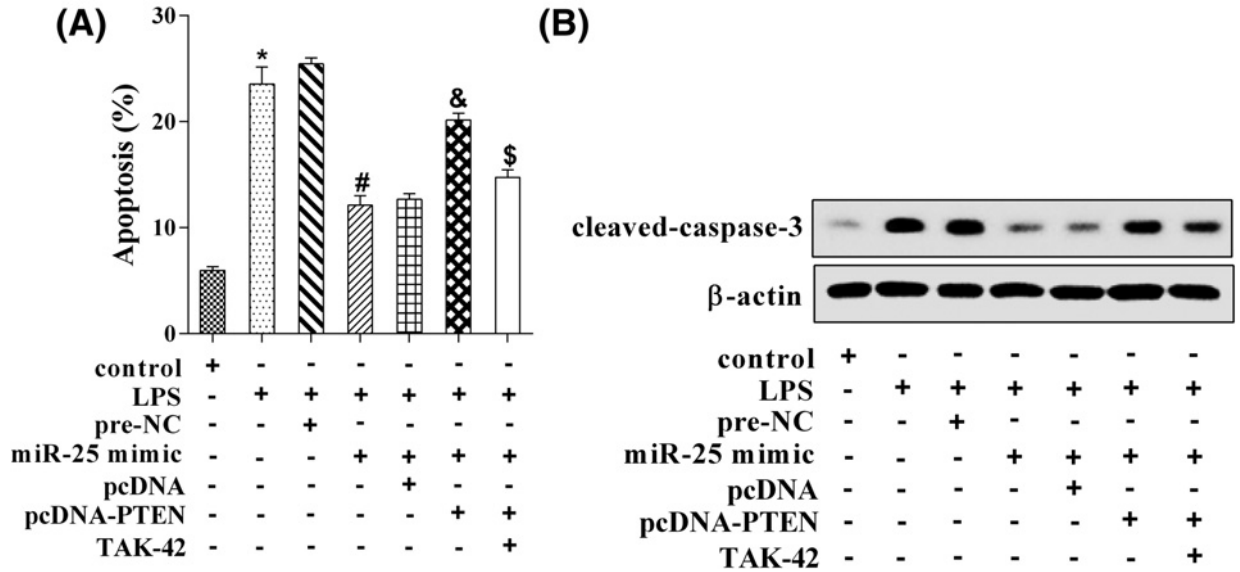 (A)
Apoptosis (%)
30
20
10
0
* # & $
control + - - - - - -
LPS - + + + + + +
pre-NC - - + - - - -
miR-25 mimic - - - + + + +
pcDNA - - - - + - -
pcDNA-PTEN - - - - - + +
TAK-42 - - - - - - +
(B)
cleaved-caspase-3
β-actin
control + - - - - - -
LPS - + + + + + +
pre-NC - - + - - - -
miR-25 mimic - - - + + + +
pcDNA - - - - + - -
pcDNA-PTEN - - - - - + +
TAK-42 - - - - - - +